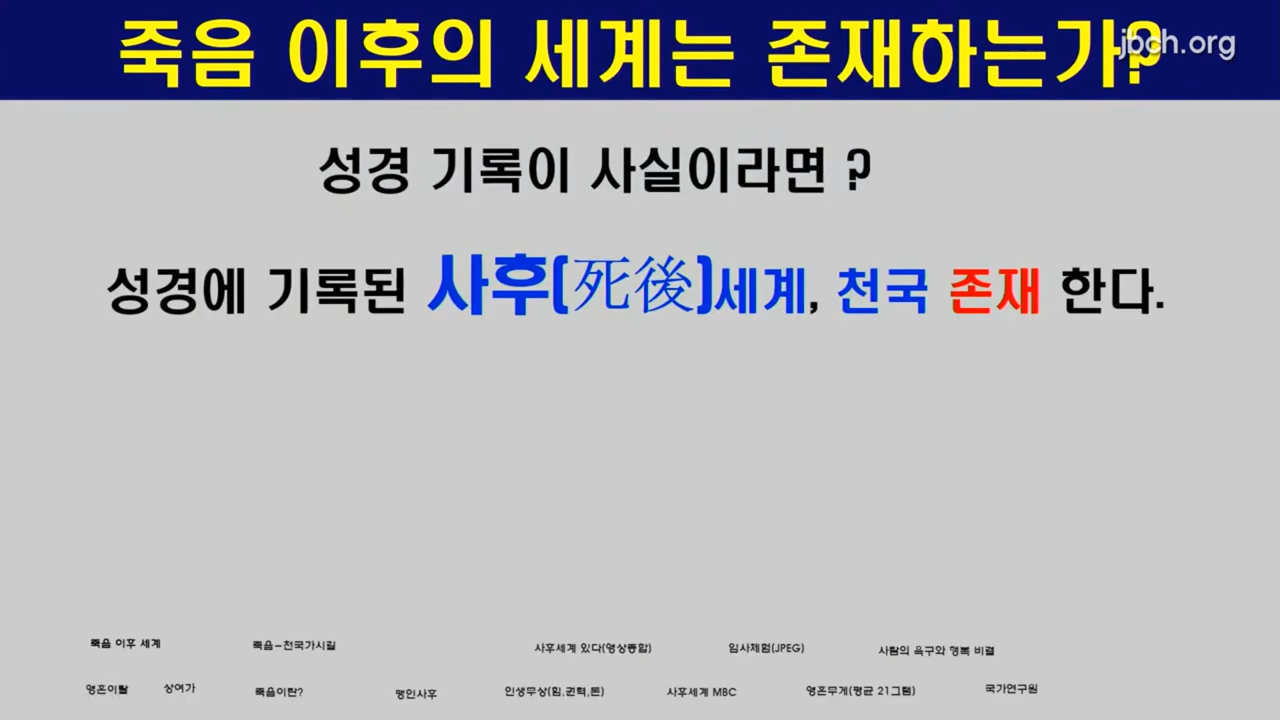 죽음 이후의 세계는 존재하는가?
jbch.org
성경 기록이 사실이라면 ?
성경에 기록된 사후(死後)세계, 천국 존재 한다.
죽음 이후 세계
죽음-천국가시길
사후세계 있다(영상종합)
임사체험(JPEG)
사람의 욕구와 행복 비결
영혼이탈
상여가
죽음이란?
맹인사후
인생무상(힘,권력,돈)
사후세계 MBC
영혼무게(평균 21그램)
국가연구원